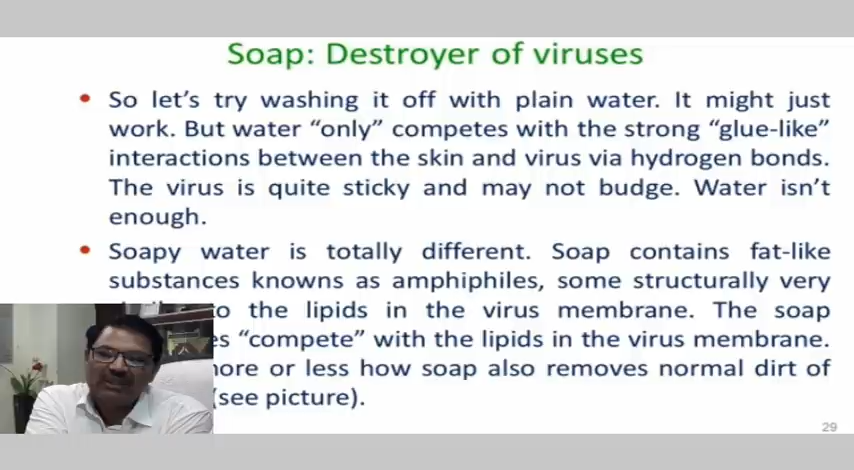 Soap: Destroyer of viruses
• So let's try washing it off with plain water. It might just
work. But water "only" competes with the strong "glue-like"
interactions between the skin and virus via hydrogen bonds.
The virus is quite sticky and may not budge. Water isn't
enough.
• Soapy water is totally different. Soap contains fat-like
substances knowns as amphiphiles, some structurally very
to the lipids in the virus membrane. The soap
"compete" with the lipids in the virus membrane.
more or less how soap also removes normal dirt of
(see picture).
29